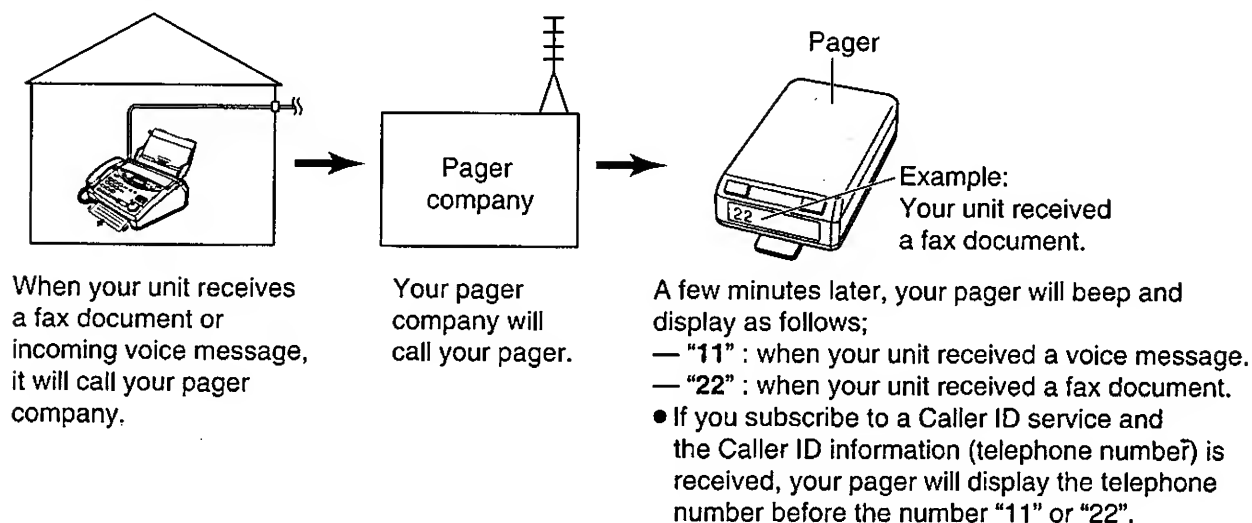 Pager
Pager
company
22
Example:
Your unit received
a fax document.
When your unit receives
a fax document or
incoming voice message,
it will call your pager
company.
Your pager
company will
call your pager.
A few minutes later, your pager will beep and
display as follows;
— "11" : when your unit received a voice message.
— "22" : when your unit received a fax document.
● If you subscribe to a Caller ID service and
the Caller ID information (telephone number) is
received, your pager will display the telephone
number before the number "11" or "22".